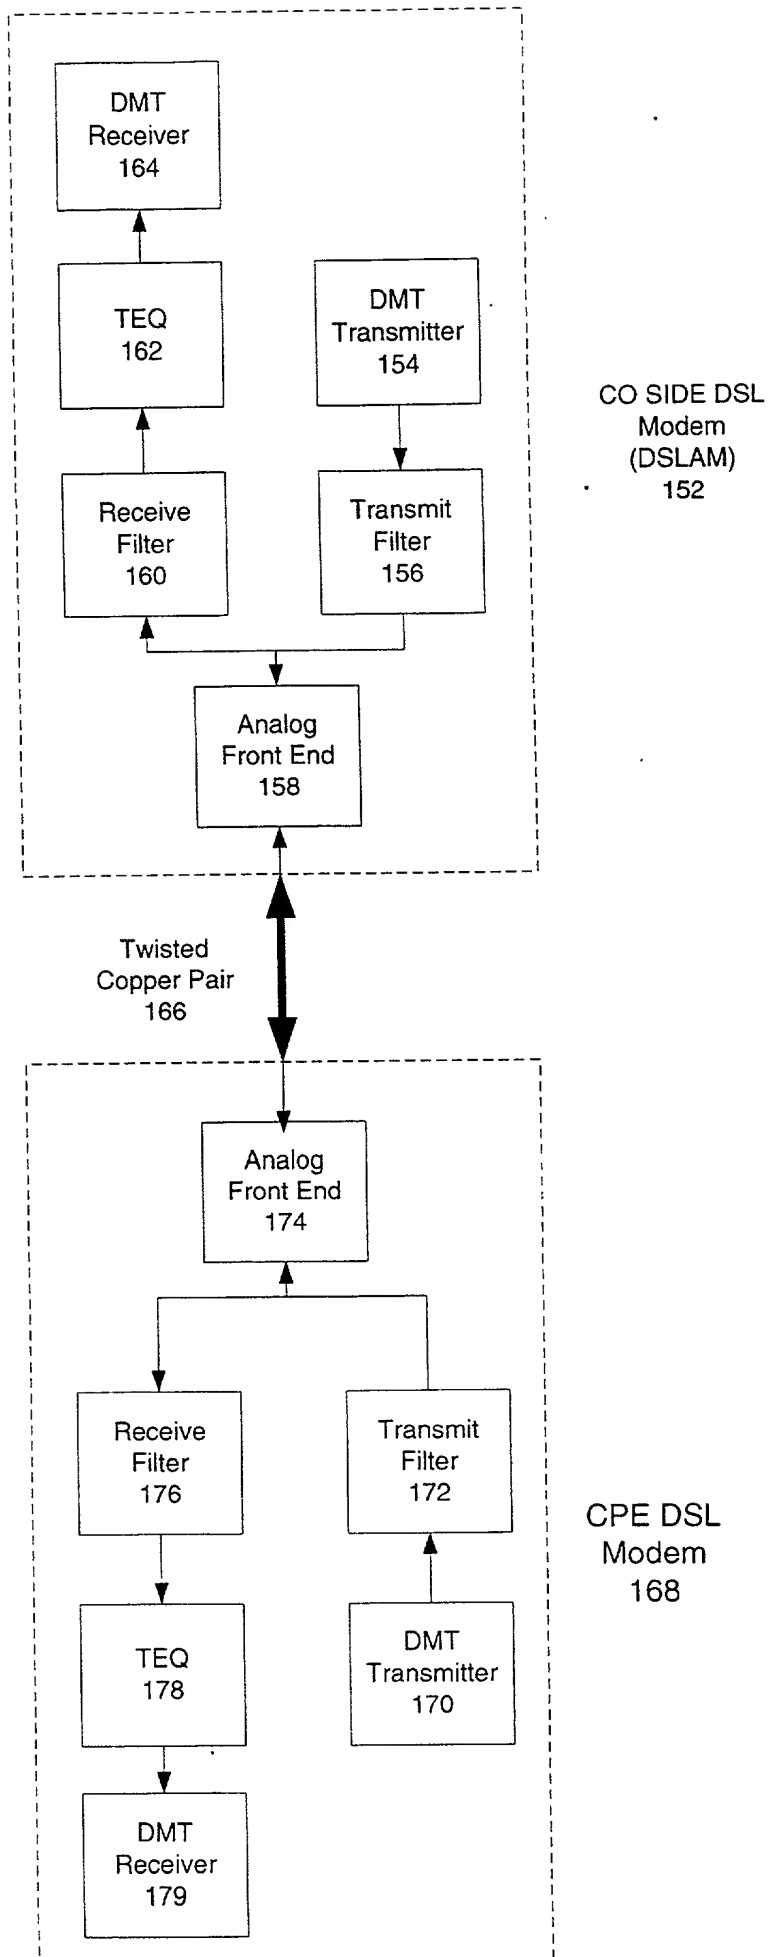 DMT
Receiver
164
TEQ
162
DMT
Transmitter
154
CO SIDE DSL
Modem
(DSLAM)
152
Receive
Filter
160
Transmit
Filter
156
Analog
Front End
158
Twisted
Copper Pair
166
Analog
Front End
174
Receive
Filter
176
Transmit
Filter
172
CPE DSL
Modem
168
TEQ
178
DMT
Transmitter
170
DMT
Receiver
179